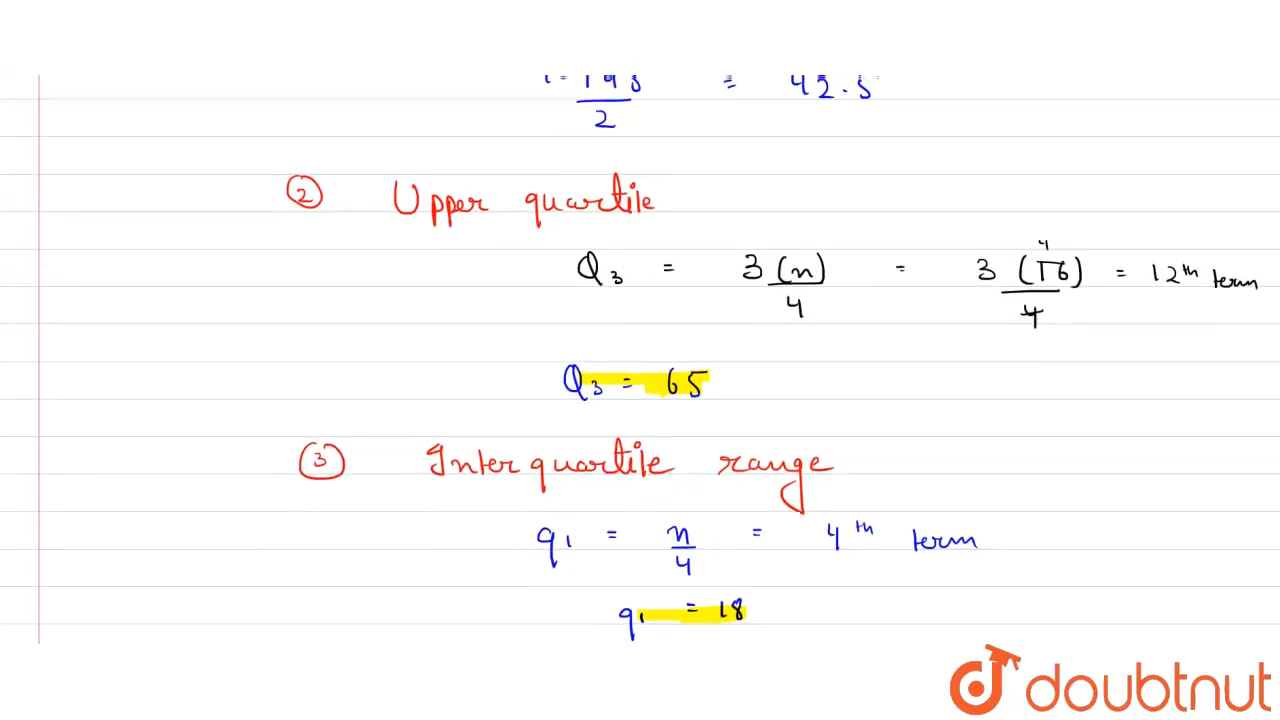 2 = 42.5
② Upper quartile
Q3 = 3(n)/4 = 3(16)/4 4 = 12th term
Q3 = 65
③ Interquartile range
q1 = n/4 = 4th term
q1 = 18
doubtnut